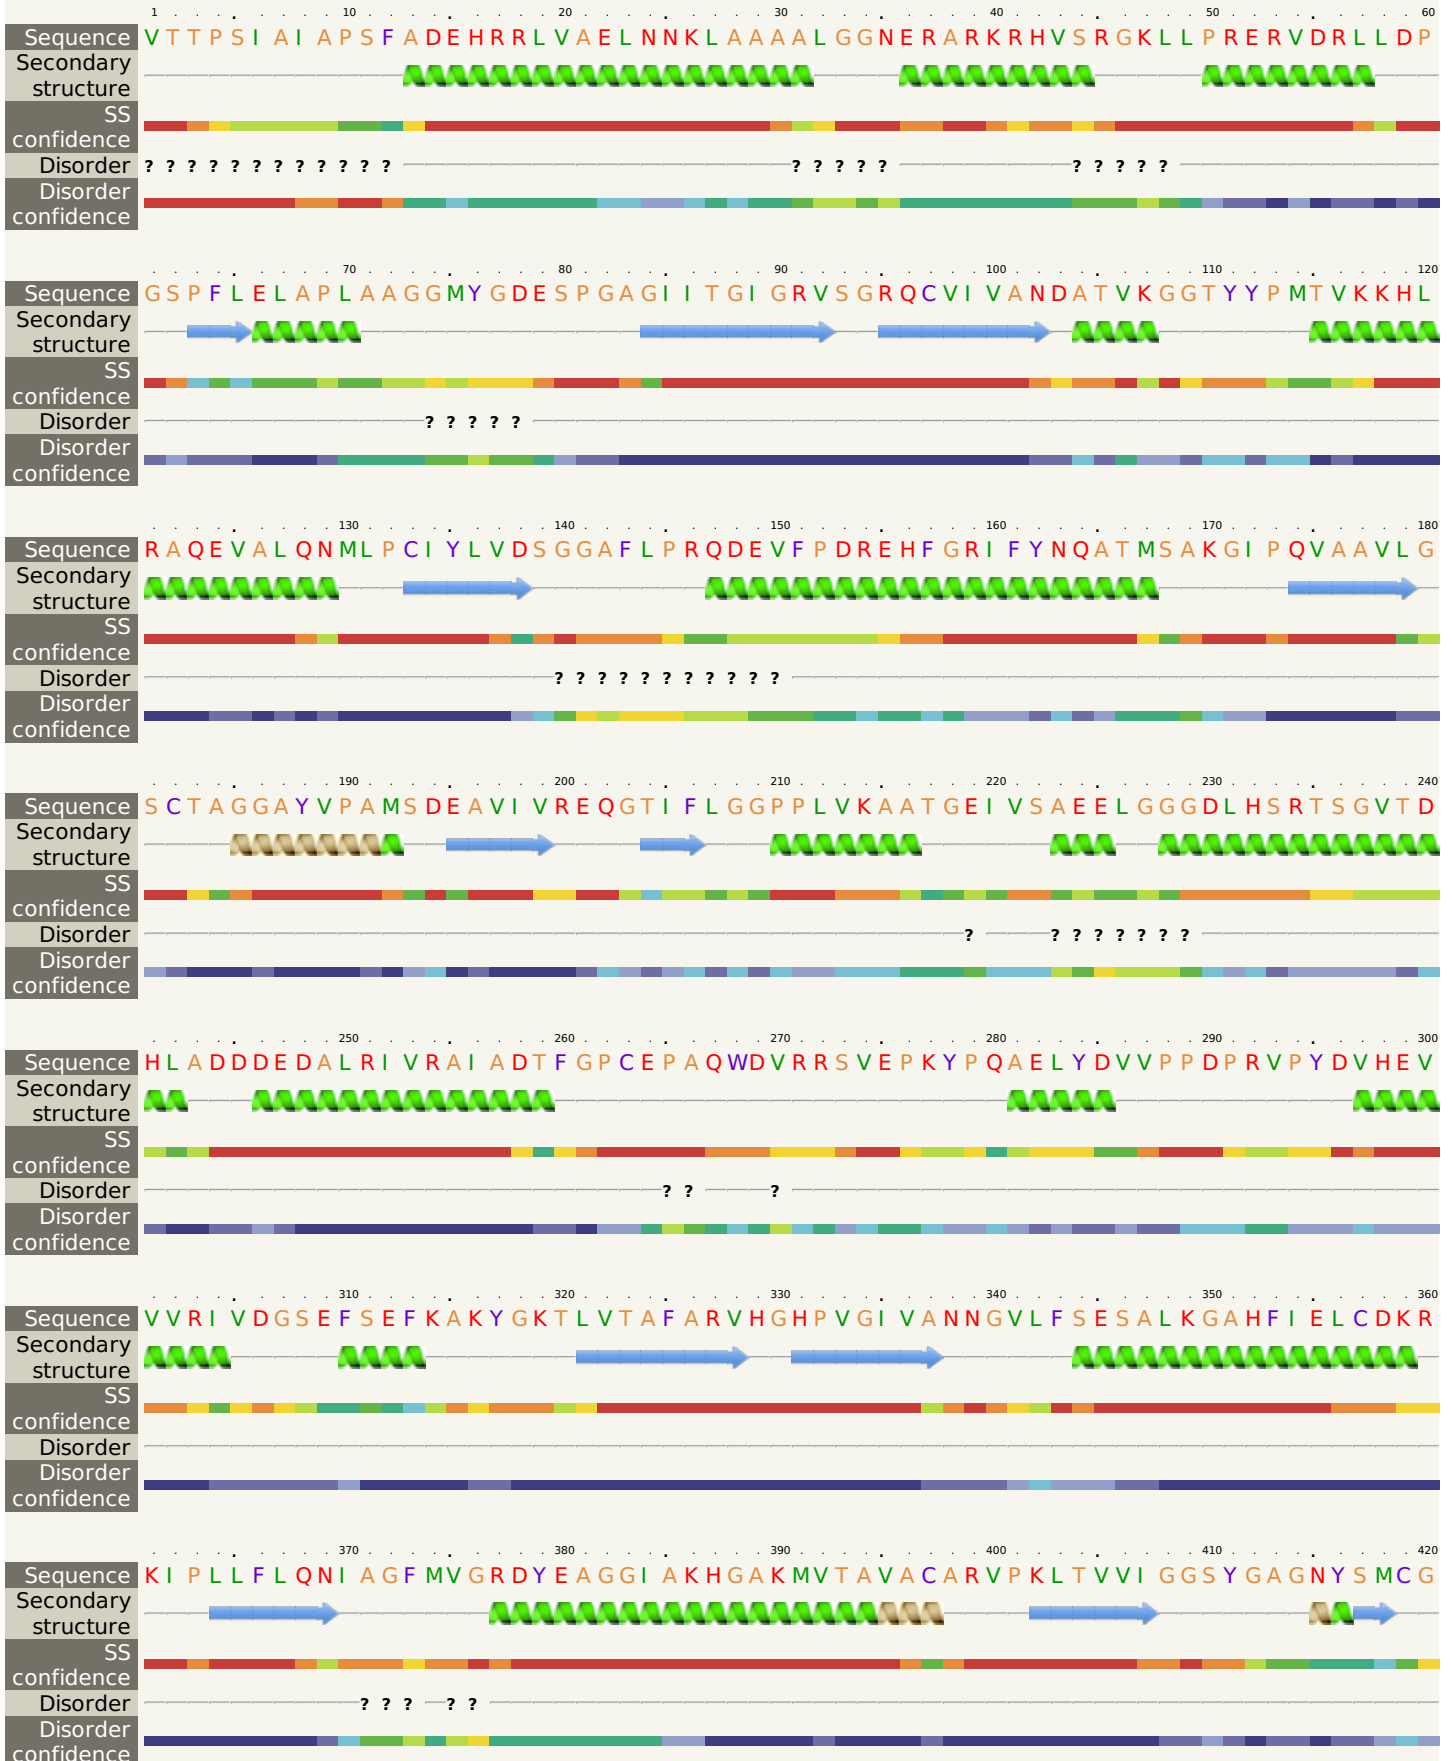 1 10 20 30 40 50 60
Sequence VTTPSIAIAPSFADEHRRLVAELNNKLAAAALGGNERARKRHVSRGKLLPRERVDRLLDP
Secondary
structure
SS
confidence
Disorder ? ? ? ? ? ? ? ? ? ? ? ? ? ? ? ? ? ? ? ? ? ?
Disorder
confidence
70 80 90 100 110 120
Sequence GSPFLELAPLAAGGMYGDESPGAGIITGIGRVSGRQCVIVANDATVKGGTYYPMTVKKHL
Secondary
structure
SS
confidence
Disorder ? ? ? ? ?
Disorder
confidence
130 140 150 160 170 180
Sequence RAQEVALQNMLPCIYLVDSGGAFLPRQDEVFPDREHFGRIFYNQATMSAKGIPQVAAVLG
Secondary
structure
SS
confidence
Disorder ? ? ? ? ? ? ? ? ? ? ?
Disorder
confidence
190 200 210 220 230 240
Sequence SCTAGGAYVPAMSDEAVIVREQGTIFLGGPPLVKAATGEIVSAEELGGGDLHSRTSGVTD
Secondary
structure
SS
confidence
Disorder ? ? ? ? ? ? ? ?
Disorder
confidence
250 260 270 280 290 300
Sequence HLADDDEDALRIVRAIADTFGPCEPAQWDVRRSVEPKYPQAELYDVVPPDPRVPYDVHEV
Secondary
structure
SS
confidence
Disorder ? ? ?
Disorder
confidence
310 320 330 340 350 360
Sequence VVRIVDGSEFSEFKAKYGKTLVTAFARVHGHPVGIVANNGVLFSESALKGAHFIELCDKR
Secondary
structure
SS
confidence
Disorder
Disorder
confidence
370 380 390 400 410 420
Sequence KIPLLFLQNIAGFMVGRDYEAGGIAKHGAKMVTAVACARVPKLTVVIGGSYGAGNYSMCG
Secondary
structure
SS
confidence
Disorder ? ? ? ? ?
Disorder
confidence